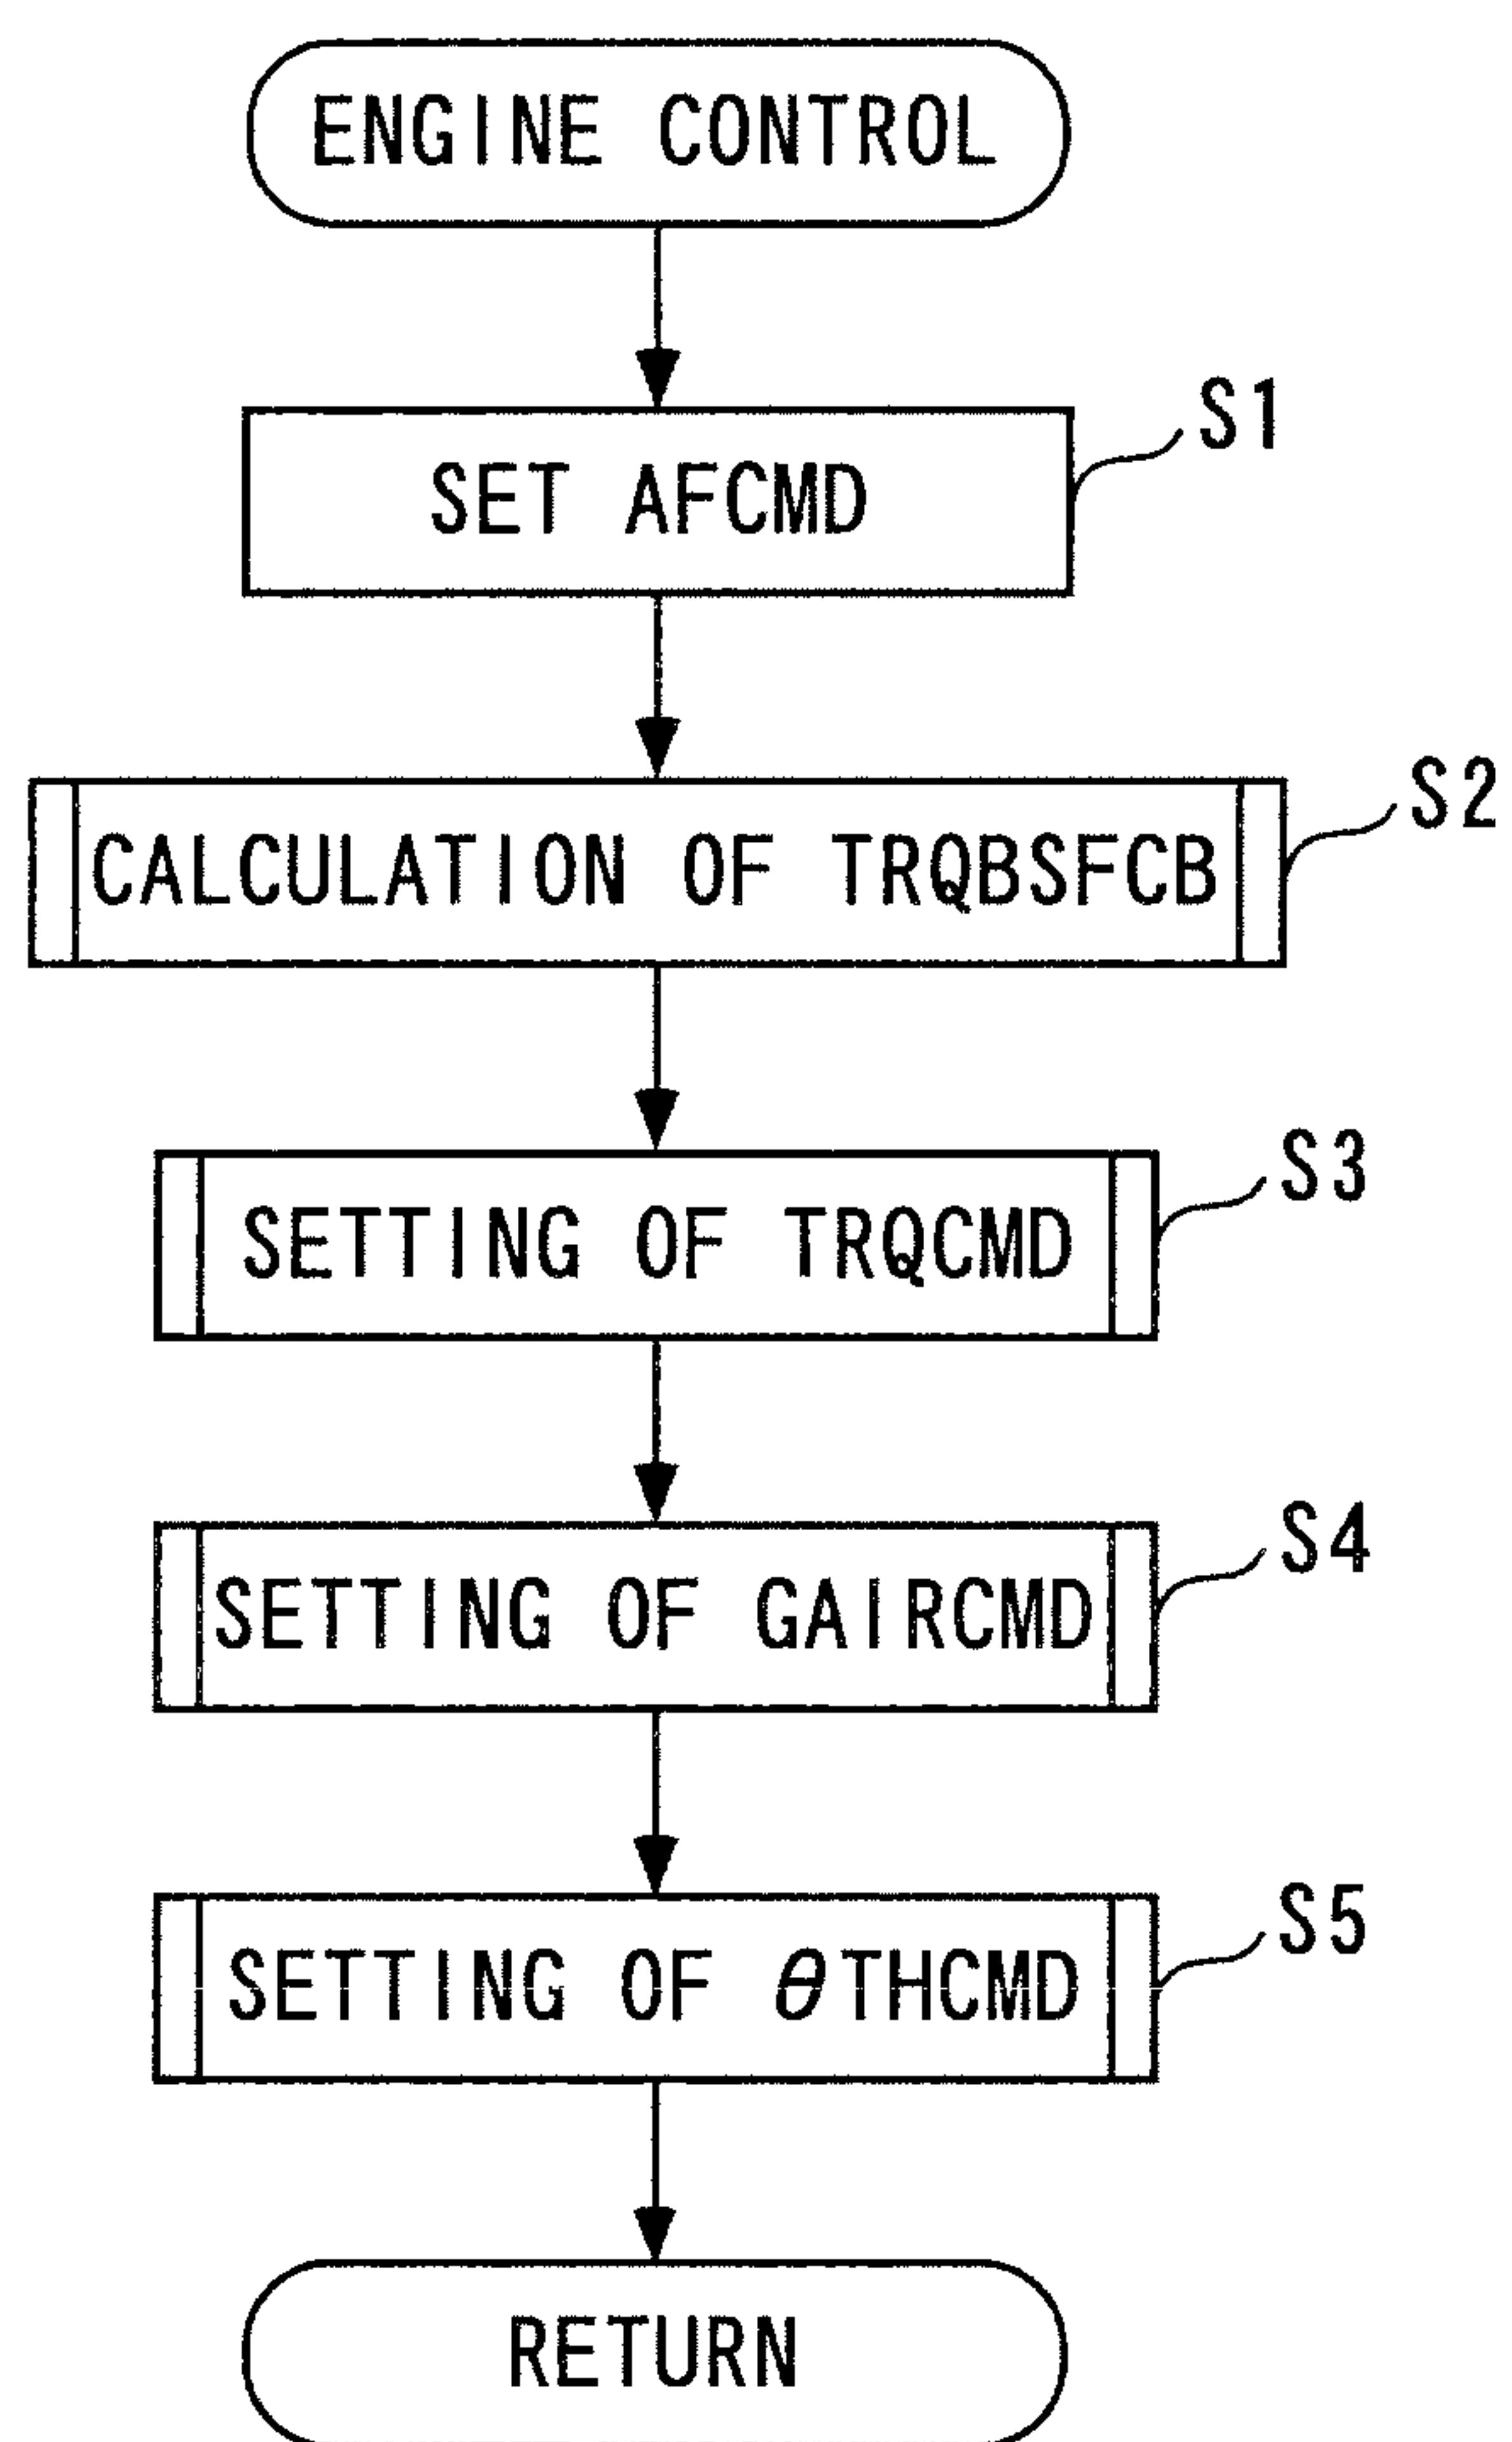 ENGINE CONTROL
S1
SET AFCMD
S2
CALCULATION OF TRQBSFCB
S3
SETTING OF TRQCMD
S4
SETTING OF GAIRCMD
S5
SETTING OF θTHCMD
RETURN